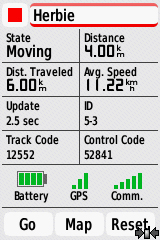 Herbie
State Distance
Moving 4.00 km
Dist. Traveled Avg. Speed
6.00 km 11.22 km/h
Update ID
2.5 sec 5-3
Track Code Control Code
12552 52841
Battery GPS Comm.
Go Map Reset